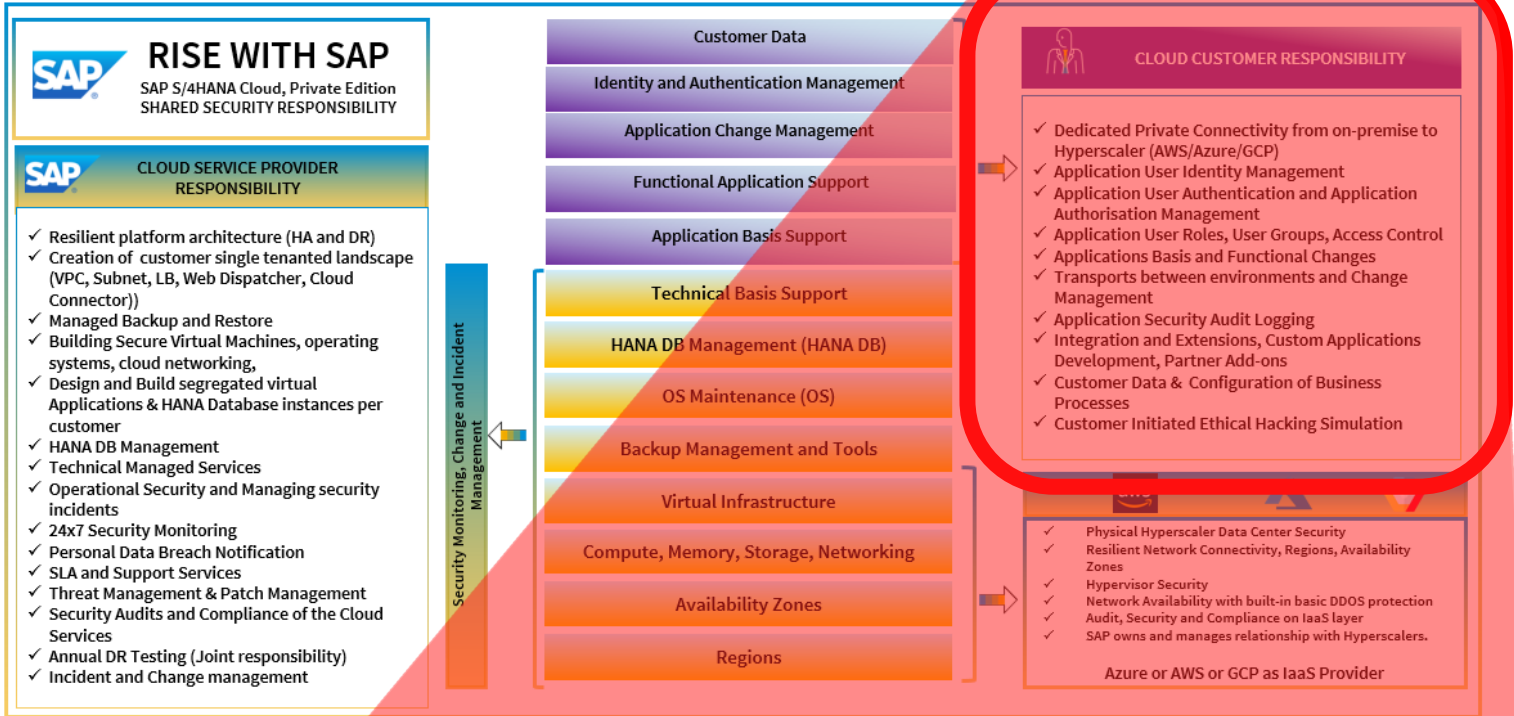 SAP
RISE WITH SAP
SAP S/4HANA Cloud, Private Edition
SHARED SECURITY RESPONSIBILITY
SAP
CLOUD SERVICE PROVIDER
RESPONSIBILITY
✓ Resilient platform architecture (HA and DR)
✓ Creation of customer single tenanted landscape
(VPC, Subnet, LB, Web Dispatcher, Cloud
Connector))
✓ Managed Backup and Restore
✓ Building Secure Virtual Machines, operating
systems, cloud networking,
✓ Design and Build segregated virtual
Applications & HANA Database instances per
customer
✓ HANA DB Management
✓ Technical Managed Services
✓ Operational Security and Managing security
incidents
✓ 24x7 Security Monitoring
✓ Personal Data Breach Notification
✓ SLA and Support Services
✓ Threat Management & Patch Management
✓ Security Audits and Compliance of the Cloud
Services
✓ Annual DR Testing (Joint responsibility)
✓ Incident and Change management
Security Monitoring, Change and Incident
Management
Customer Data
Identity and Authentication Management
Application Change Management
Functional Application Support
Application Basis Support
Technical Basis Support
HANA DB Management (HANA DB)
OS Maintenance (OS)
Backup Management and Tools
Virtual Infrastructure
Compute, Memory, Storage, Networking
Availability Zones
Regions
CLOUD CUSTOMER RESPONSIBILITY
✓ Dedicated Private Connectivity from on-premise to
Hyperscaler (AWS/Azure/GCP)
✓ Application User Identity Management
✓ Application User Authentication and Application
Authorisation Management
✓ Application User Roles, User Groups, Access Control
✓ Applications Basis and Functional Changes
✓ Transports between environments and Change
Management
✓ Application Security Audit Logging
✓ Integration and Extensions, Custom Applications
Development, Partner Add-ons
✓ Customer Data & Configuration of Business
Processes
✓ Customer Initiated Ethical Hacking Simulation
✓ Physical Hyperscaler Data Center Security
✓ Resilient Network Connectivity, Regions, Availability
Zones
✓ Hypervisor Security
✓ Network Availability with built-in basic DDOS protection
✓ Audit, Security and Compliance on IaaS layer
✓ SAP owns and manages relationship with Hyperscalers.
Azure or AWS or GCP as IaaS Provider